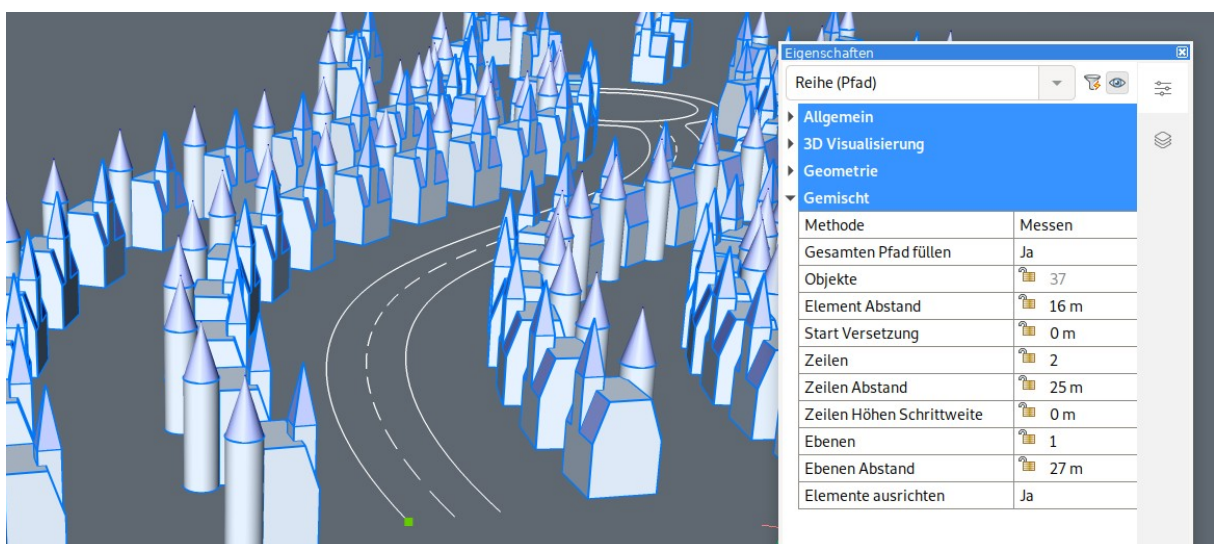 Eigenschaften
Reihe (Pfad)
Allgemein
3D Visualisierung
Geometrie
Gemischt
Methode Messen
Gesamten Pfad füllen Ja
Objekte 37
Element Abstand 16 m
Start Versetzung 0 m
Zeilen 2
Zeilen Abstand 25 m
Zeilen Höhen Schrittweite 0 m
Ebenen 1
Ebenen Abstand 27 m
Elemente ausrichten Ja